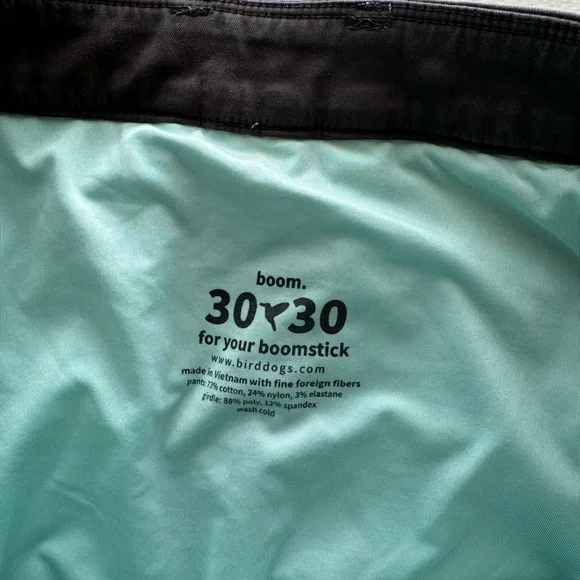 boom.
30 30
for your boomstick
www.birddogs.com
made in Vietnam with fine foreign fibers
pants: 73% cotton, 24% nylon, 3% elastane
girdle: 88% poly, 12% spandex
wash cold